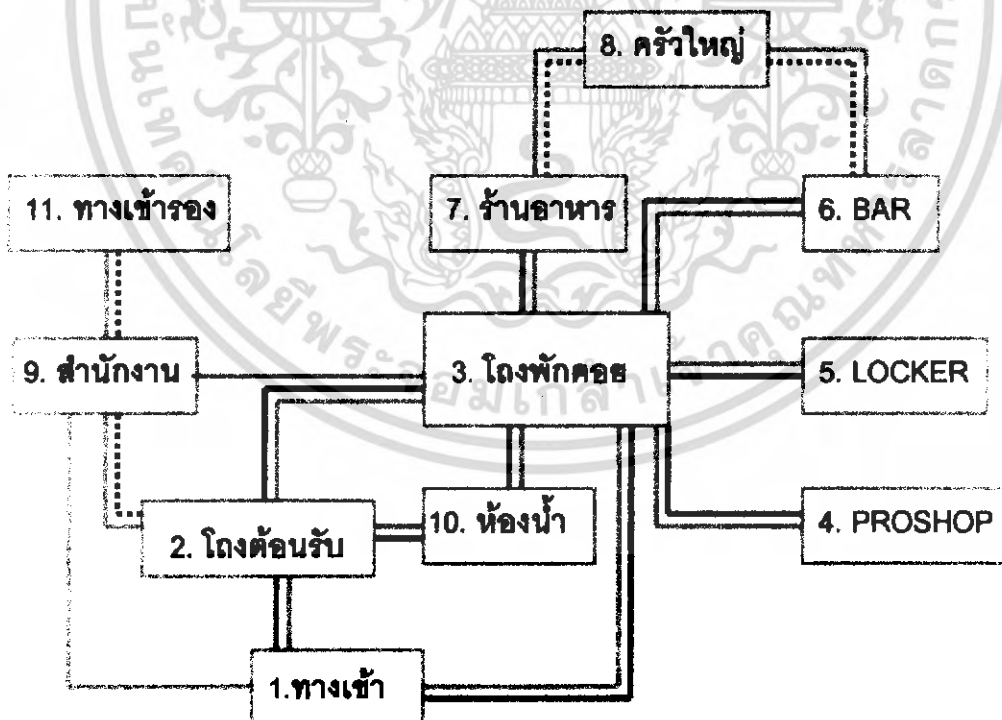 8. ครัวใหญ่
11. ทางเข้ารอง
7. ร้านอาหาร
6. BAR
9. สำนักงาน
3. โถงพักคอย
5. LOCKER
2. โถงต้อนรับ
10. ห้องน้ำ
4. PROSHOP
1.ทางเข้า